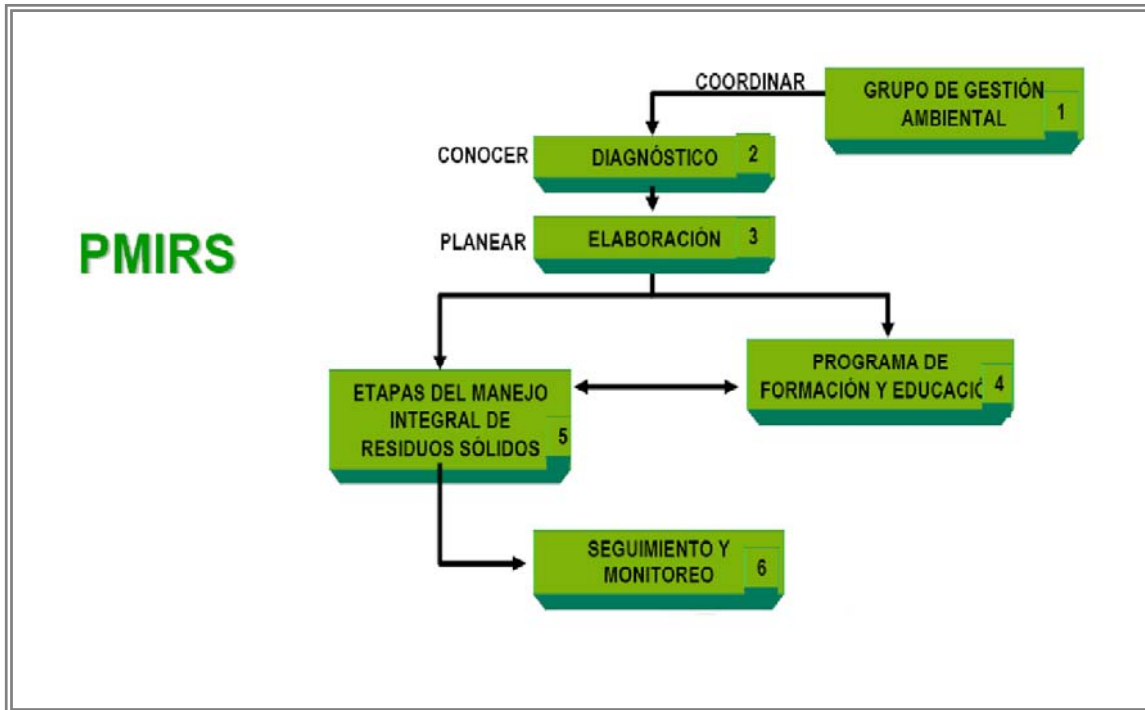 COORDINAR
GRUPO DE GESTIÓN
AMBIENTAL
1
CONOCER
DIAGNÓSTICO
2
PMIRS
PLANEAR
ELABORACIÓN
3
PROGRAMA DE
FORMACIÓN Y EDUCACIÓ
4
ETAPAS DEL MANEJO
INTEGRAL DE
RESIDUOS SÓLIDOS
5
SEGUIMIENTO Y
MONITOREO
6